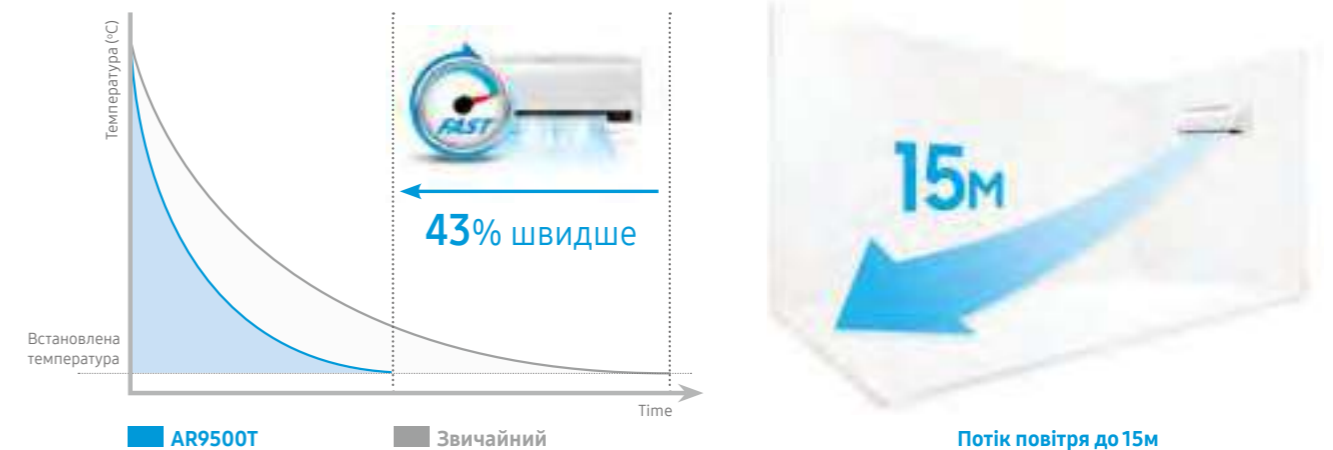 Температура (°C)
FAST
43% швидше
Встановлена
температура
Time
AR9500T
Звичайний
15м
Потік повітря до 15м